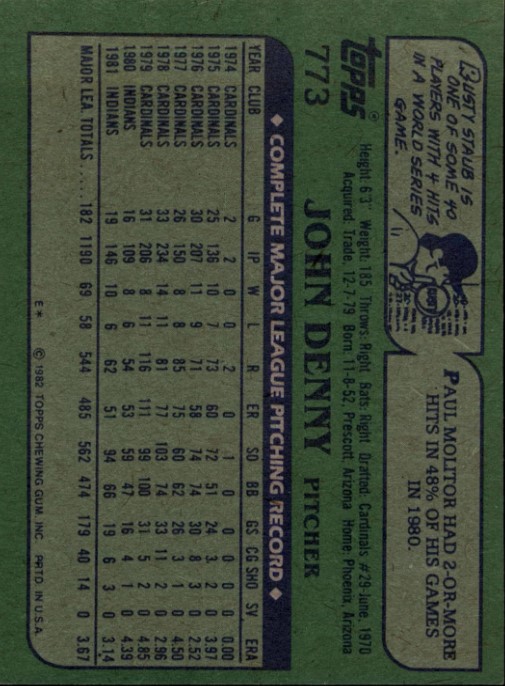 RUSTY STAUB IS
ONE OF SOME 40
PLAYERS WITH 4 HITS
IN A WORLD SERIES
GAME.
PAUL MOLITOR HAD 2-OR-MORE
HITS IN 48% OF HIS GAMES
IN 1980.
topps®
773
Height: 6'3" Weight: 185 Throws: Right Bats: Right Drafted: Cardinals #29-June, 1970
Acquired: Trade, 12-7-79 Born: 11-8-52, Prescott, Arizona Home: Phoenix, Arizona
JOHN DENNY PITCHER
◆ COMPLETE MAJOR LEAGUE PITCHING RECORD ◆
YEAR CLUB G IP W L R ER SO BB GS CG SHO SV ERA
1974 CARDINALS 2 2 0 0 2 0 1 0 0 0 0 0 0.00
1975 CARDINALS 25 136 10 7 73 60 72 51 24 3 2 0 3.97
1976 CARDINALS 30 207 11 9 71 58 74 74 30 8 3 0 2.52
1977 CARDINALS 26 150 8 8 85 75 60 62 26 3 1 0 4.50
1978 CARDINALS 33 234 14 11 81 77 103 74 33 11 2 0 2.96
1979 CARDINALS 31 206 8 11 116 111 99 100 31 5 2 0 4.85
1980 INDIANS 16 109 8 6 54 53 59 47 16 4 1 0 4.39
1981 INDIANS 19 146 10 6 62 51 94 66 19 6 3 0 3.14
MAJOR LEA. TOTALS..... 182 1190 69 58 544 485 562 474 179 40 14 0 3.67
E* © 1982 TOPPS CHEWING GUM, INC. PRTD. IN U.S.A.